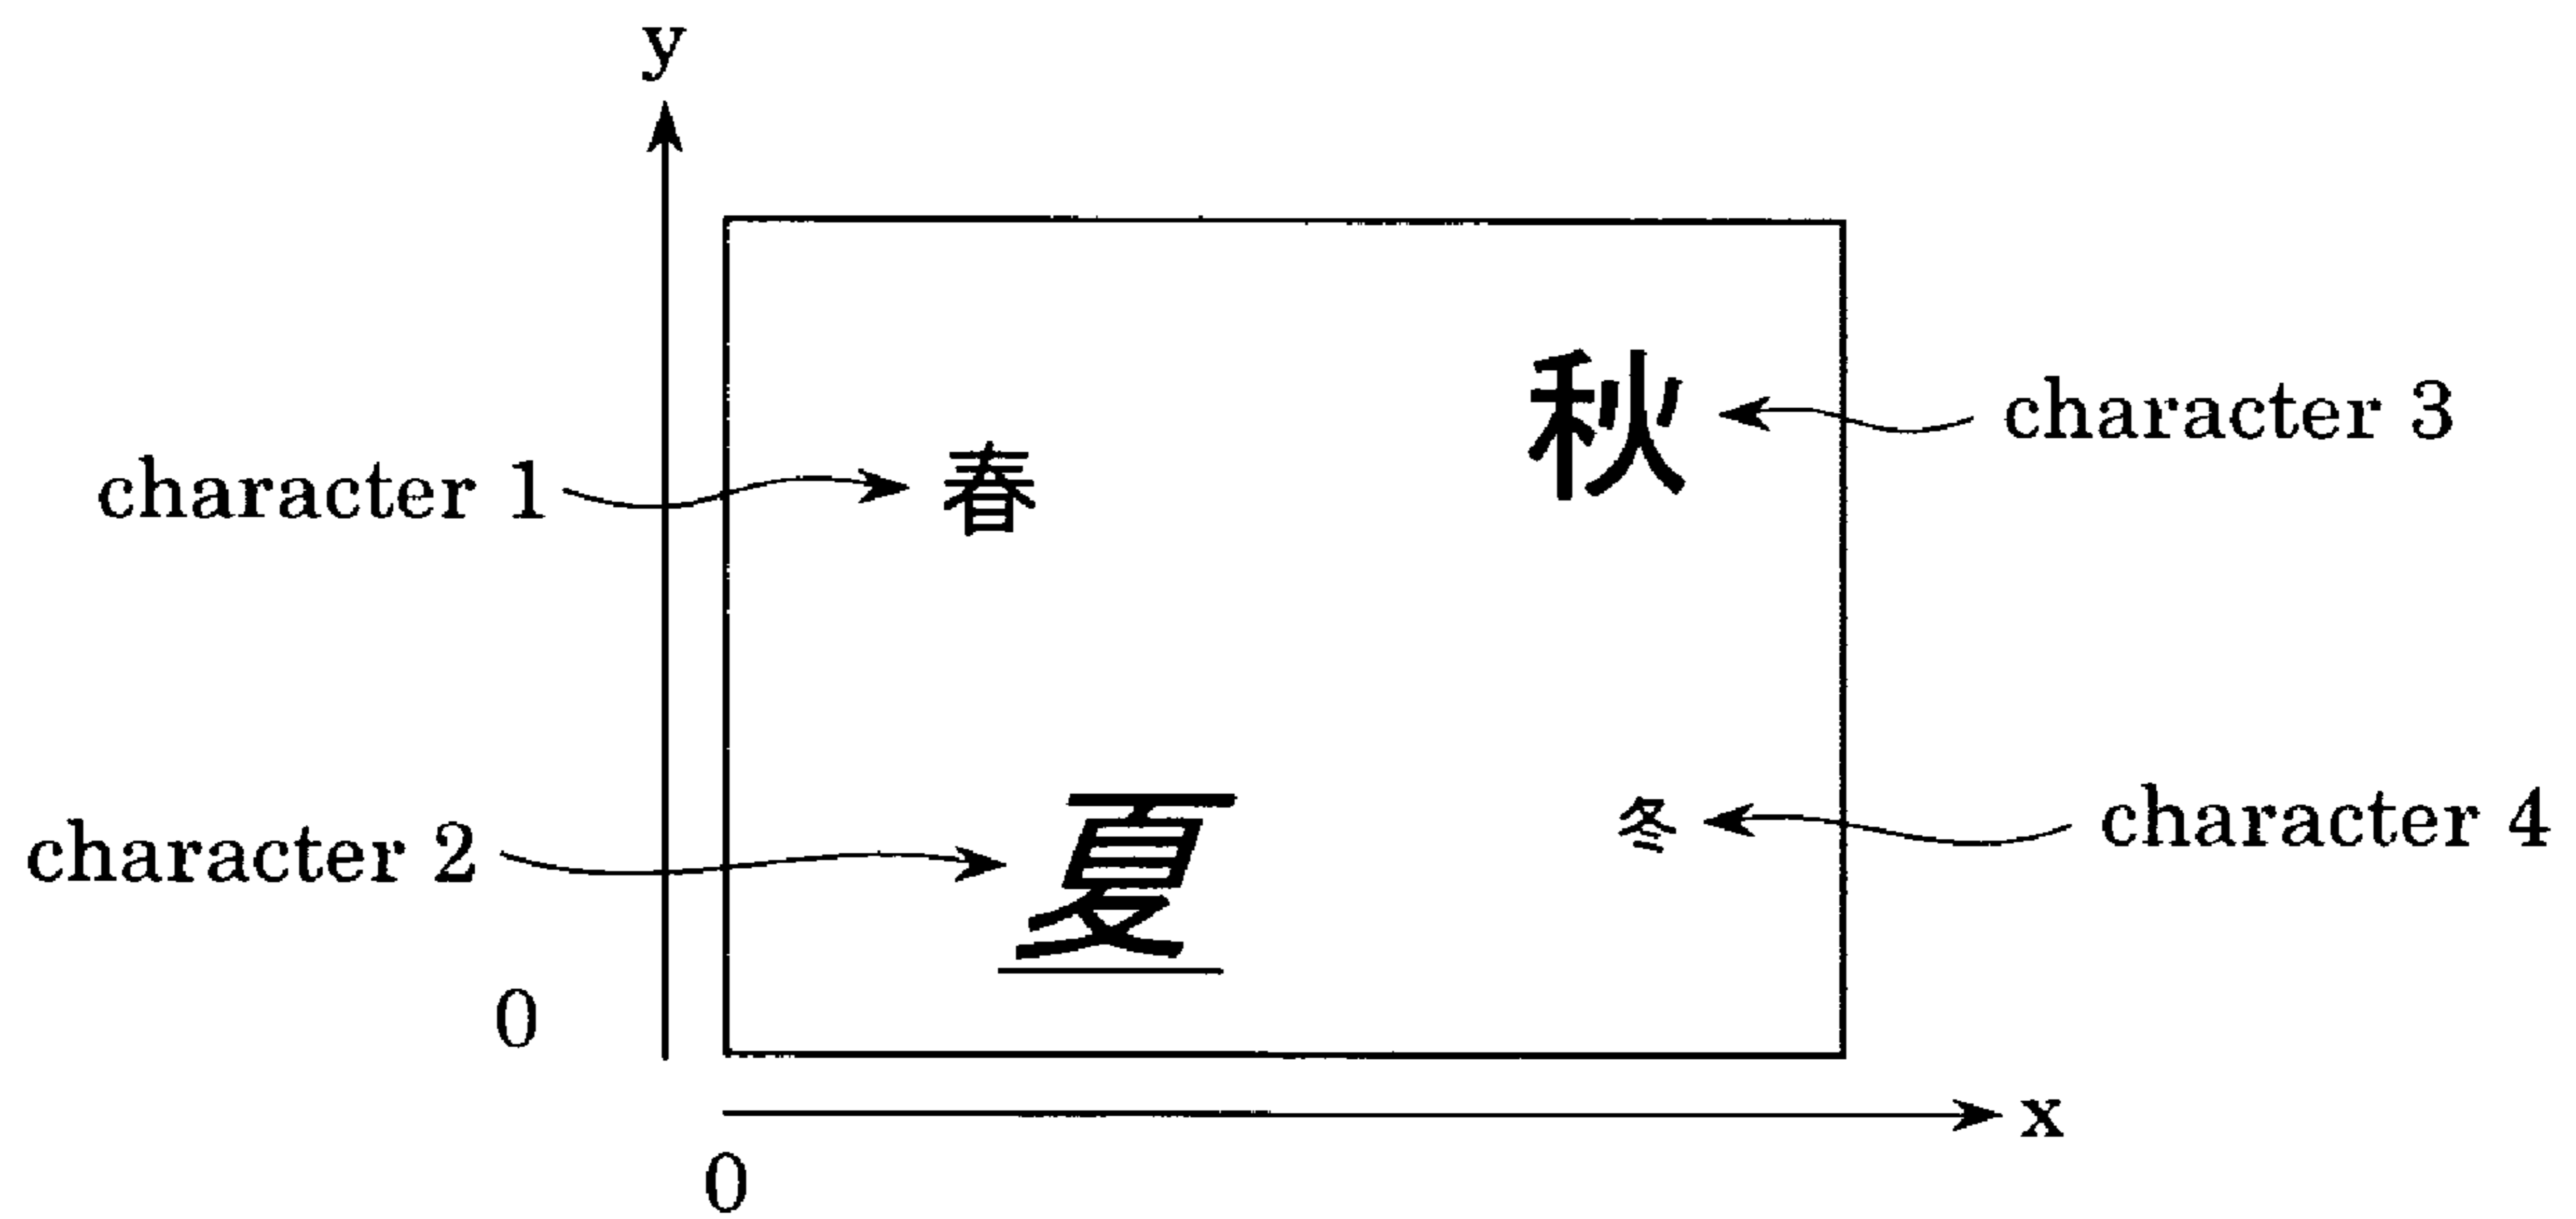 y
秋
character 3
character 1
春
character 2
夏
冬
character 4
0
x
0